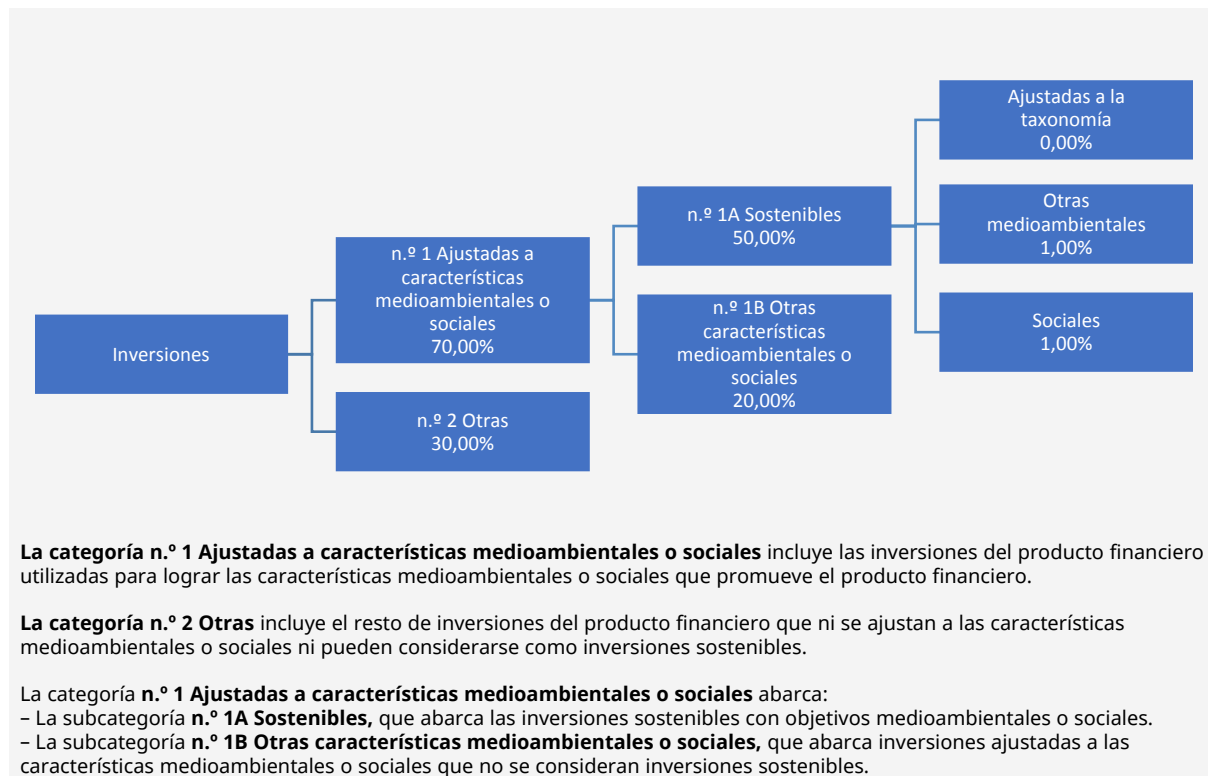 Inversiones
n.º 1 Ajustadas a
características
medioambientales o
sociales
70,00%
n.º 2 Otras
30,00%
n.º 1A Sostenibles
50,00%
n.º 1B Otras
características
medioambientales o
sociales
20,00%
Ajustadas a la
taxonomía
0,00%
Otras
medioambientales
1,00%
Sociales
1,00%
La categoría n.º 1 Ajustadas a características medioambientales o sociales incluye las inversiones del producto financiero
utilizadas para lograr las características medioambientales o sociales que promueve el producto financiero.
La categoría n.º 2 Otras incluye el resto de inversiones del producto financiero que ni se ajustan a las características
medioambientales o sociales ni pueden considerarse como inversiones sostenibles.
La categoría n.º 1 Ajustadas a características medioambientales o sociales abarca:
– La subcategoría n.º 1A Sostenibles, que abarca las inversiones sostenibles con objetivos medioambientales o sociales.
– La subcategoría n.º 1B Otras características medioambientales o sociales, que abarca inversiones ajustadas a las
características medioambientales o sociales que no se consideran inversiones sostenibles.